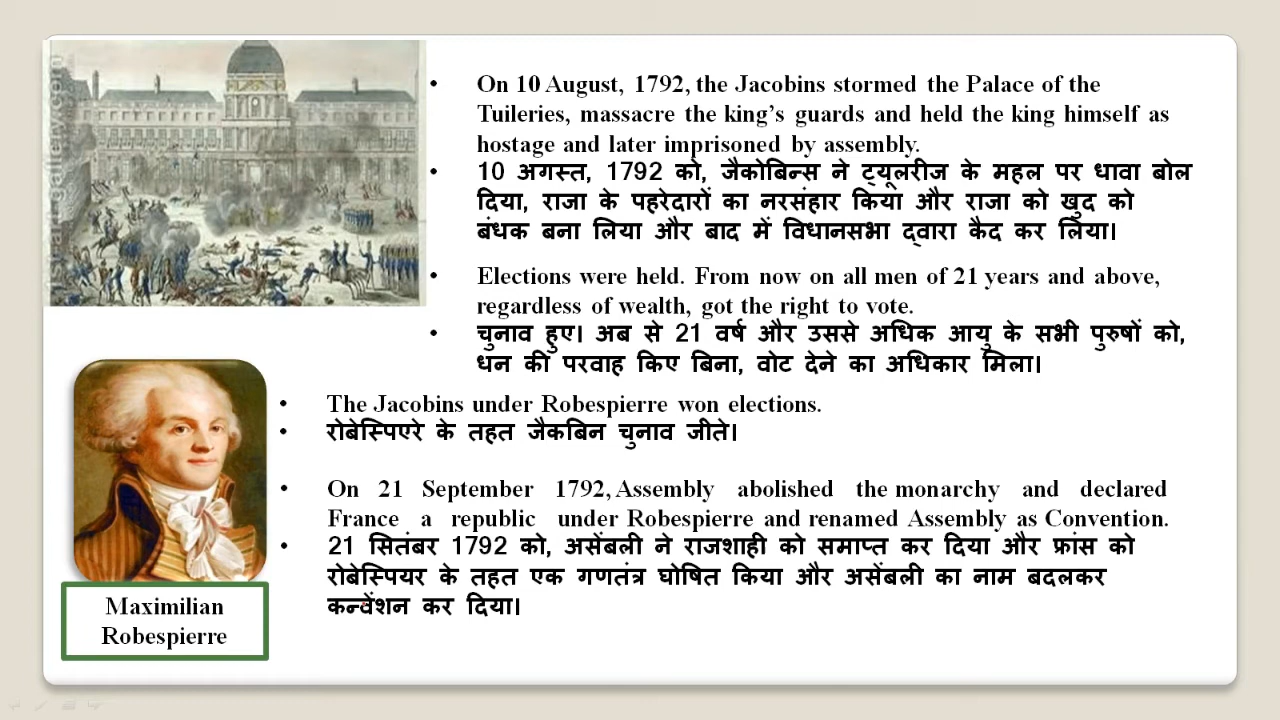 On 10 August, 1792, the Jacobins stormed the Palace of the
Tuileries, massacre the king’s guards and held the king himself as
hostage and later imprisoned by assembly.
10 अगस्त, 1792 को, जैकोबिन्स ने ट्यूलरीज के महल पर धावा बोल
दिया, राजा के पहरेदारों का नरसंहार किया और राजा को खुद को
बंधक बना लिया और बाद में विधानसभा द्वारा कैद कर लिया।
Elections were held. From now on all men of 21 years and above,
regardless of wealth, got the right to vote.
चुनाव हुए। अब से 21 वर्ष और उससे अधिक आयु के सभी पुरुषों को,
धन की परवाह किए बिना, वोट देने का अधिकार मिला।
The Jacobins under Robespierre won elections.
रोबेस्पिएरे के तहत जैकबिन चुनाव जीते।
On 21 September 1792, Assembly abolished the monarchy and declared
France a republic under Robespierre and renamed Assembly as Convention.
21 सितंबर 1792 को, असेंबली ने राजशाही को समाप्त कर दिया और फ्रांस को
रोबेस्पियर के तहत एक गणतंत्र घोषित किया और असेंबली का नाम बदलकर
कन्वेंशन कर दिया।
Maximilian
Robespierre